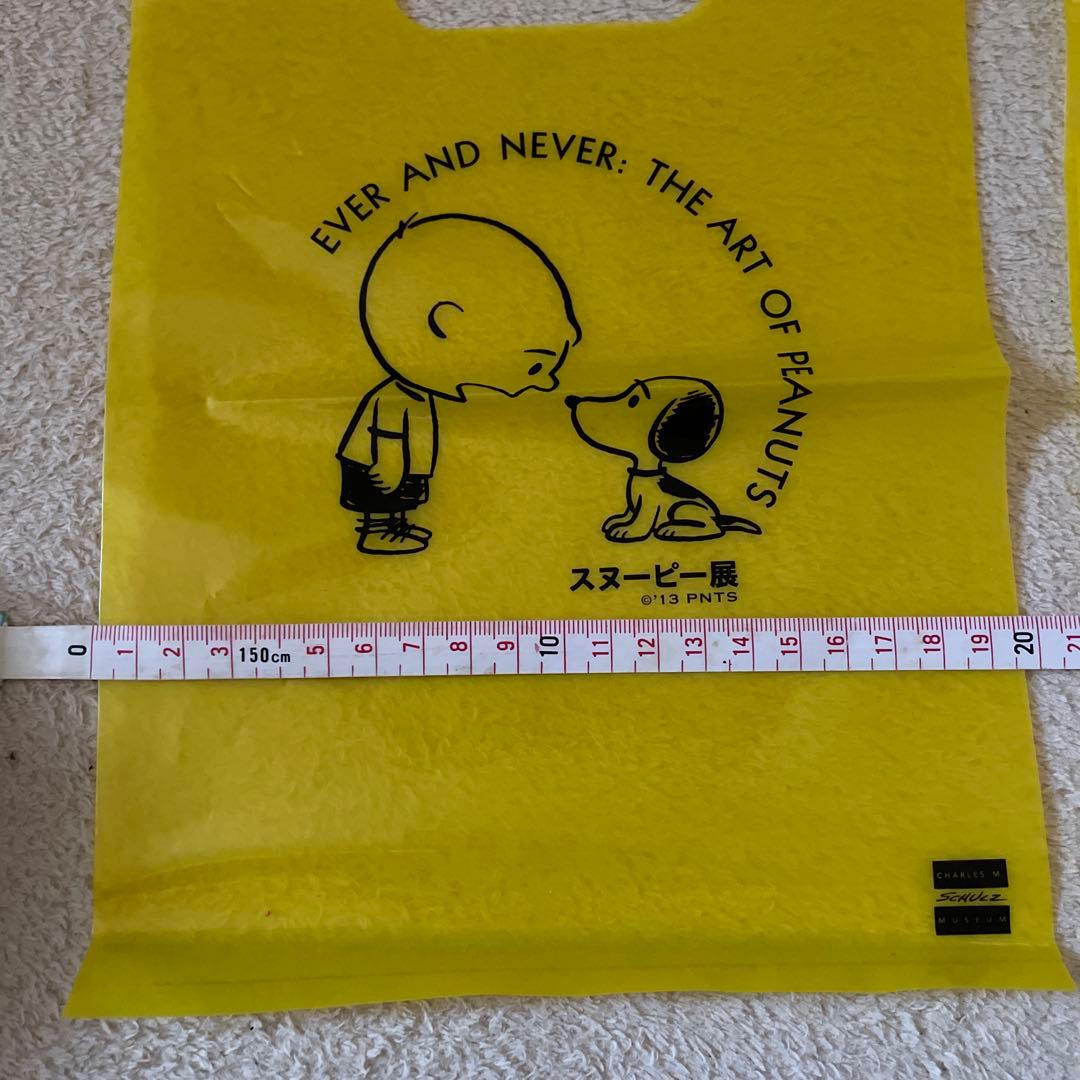 EVER AND NEVER: THE ART OF PEANUTS
スヌーピー展
©'13 PNTS
0 1 2 3 150cm 5 6 7 8 9 10 11 12 13 14 15 16 17 18 19 20 21
CHARLES M.
SCHULZ
MUSEUM